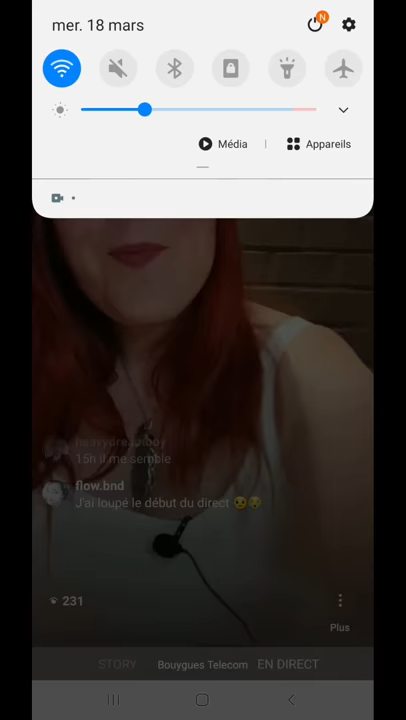 mer. 18 mars
N
Média | Appareils
heavydreamboy
15h il me semble
flow.bnd
J'ai loupé le début du direct 😢😢
231
Plus
STORY Bouygues Telecom EN DIRECT